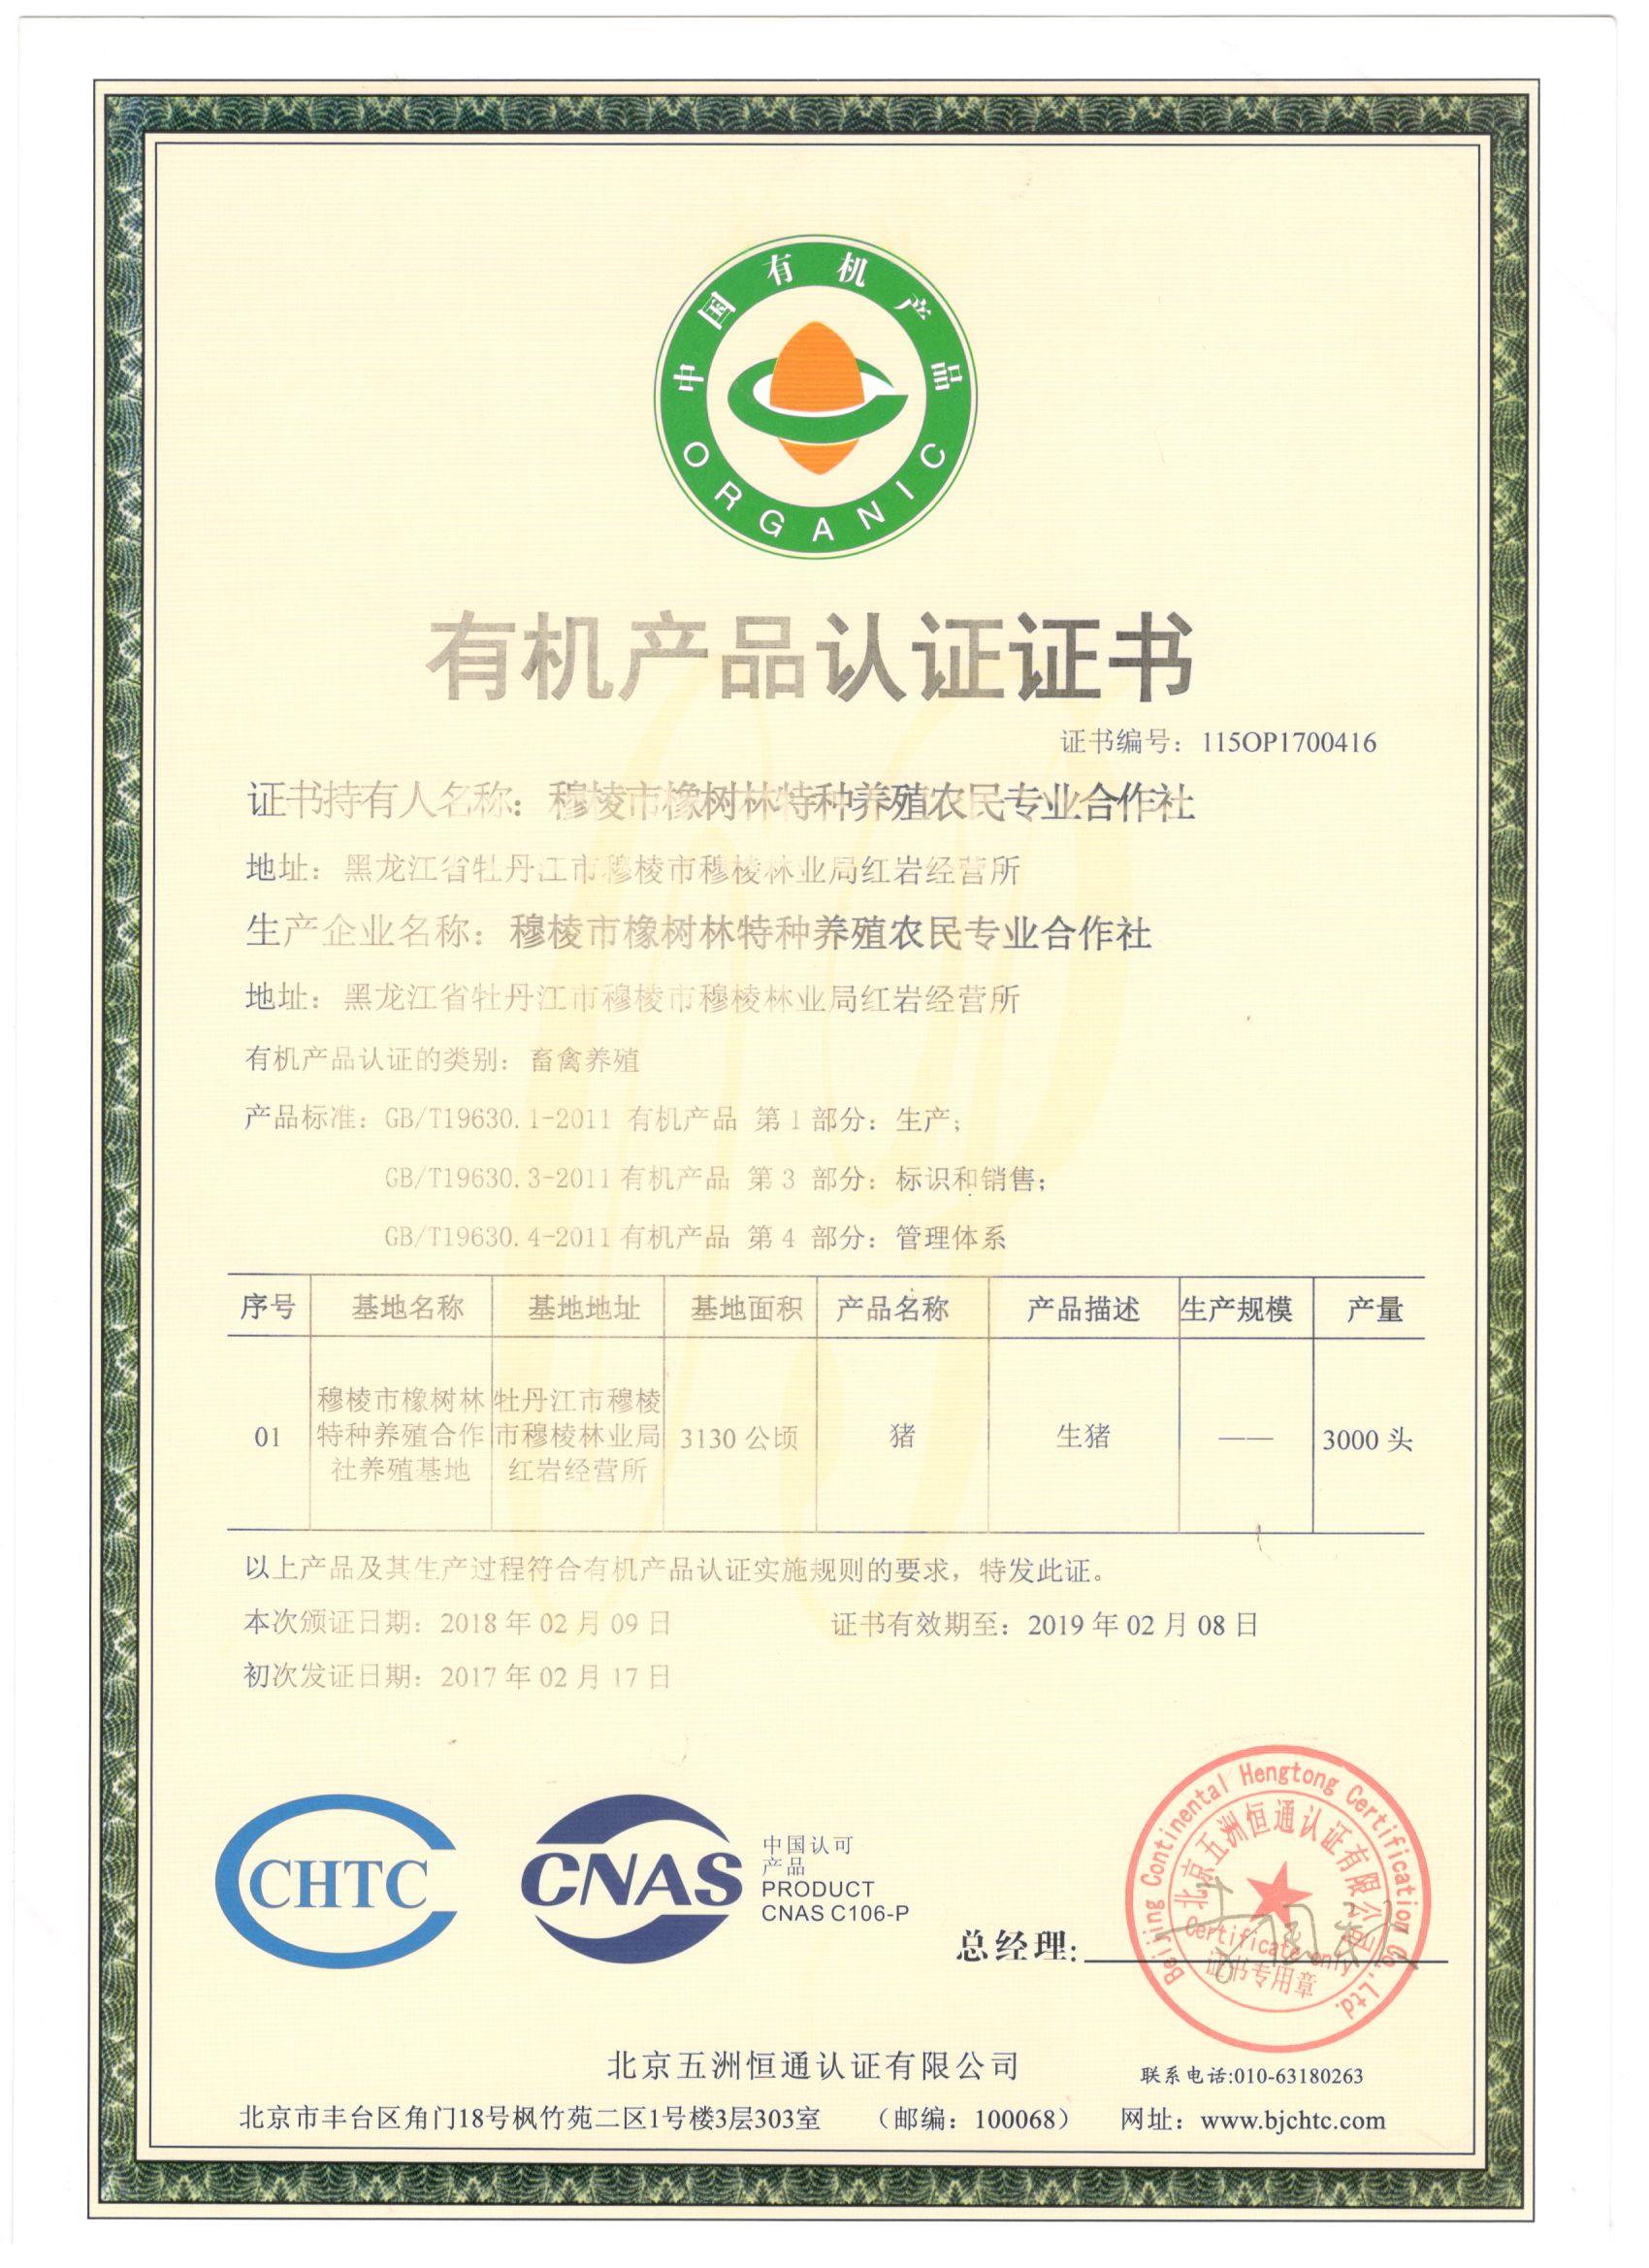 中国有机产品
ORGANIC
有机产品认证证书
证书编号：115OP1700416
证书持有人名称：穆棱市橡树林特种养殖农民专业合作社
地址：黑龙江省牡丹江市穆棱市穆棱林业局红岩经营所
生产企业名称：穆棱市橡树林特种养殖农民专业合作社
地址：黑龙江省牡丹江市穆棱市穆棱林业局红岩经营所
有机产品认证的类别：畜禽养殖
产品标准：GB/T19630.1-2011 有机产品 第1部分：生产；
GB/T19630.3-2011 有机产品 第3 部分：标识和销售；
GB/T19630.4-2011 有机产品 第4 部分：管理体系
序号 基地名称 基地地址 基地面积 产品名称 产品描述 生产规模 产量
穆棱市橡树林 牡丹江市穆棱
01 特种养殖合作 市穆棱林业局 3130 公顷 猪 生猪 —— 3000 头
社养殖基地 红岩经营所
以上产品及其生产过程符合有机产品认证实施规则的要求，特发此证。
本次颁证日期：2018 年 02 月 09 日 证书有效期至：2019 年 02 月 08 日
初次发证日期：2017 年 02 月 17 日
CHTC
CNAS
中国认可
产品
PRODUCT
CNAS C106-P
总经理：
Beijing Continental Hengtong Certification Co.,Ltd.
北京五洲恒通认证有限公司
Certificate only
证书专用章
北京五洲恒通认证有限公司 联系电话:010-63180263
北京市丰台区角门18号枫竹苑二区1号楼3层303室 （邮编：100068） 网址：www.bjchtc.com